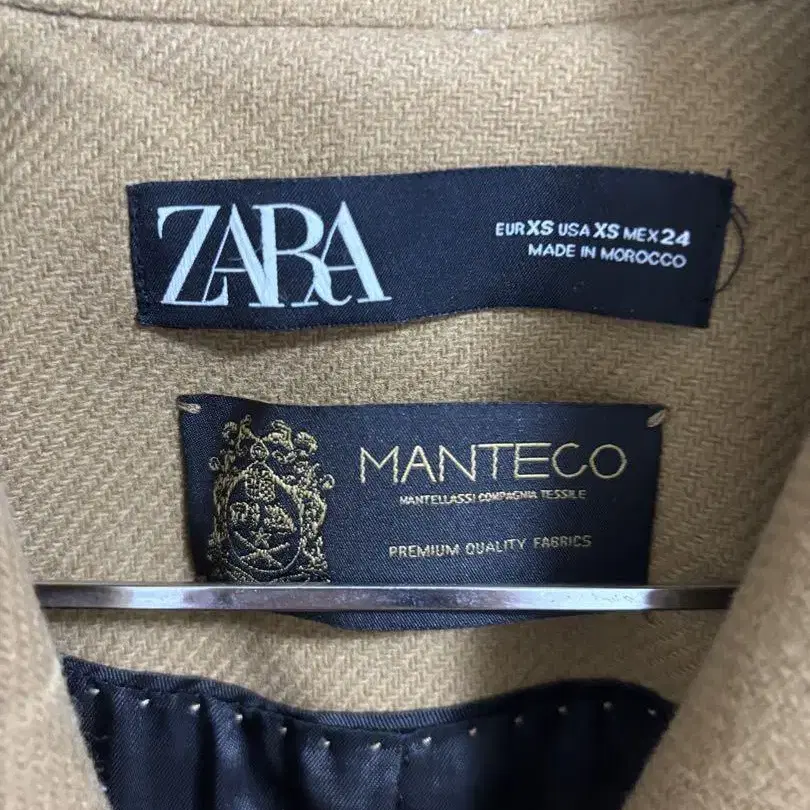 ZARA
EUR XS USA XS MEX 24
MADE IN MOROCCO
MANTECO
MANTELLASSI COMPAGNIA TESSILE
PREMIUM QUALITY FABRICS